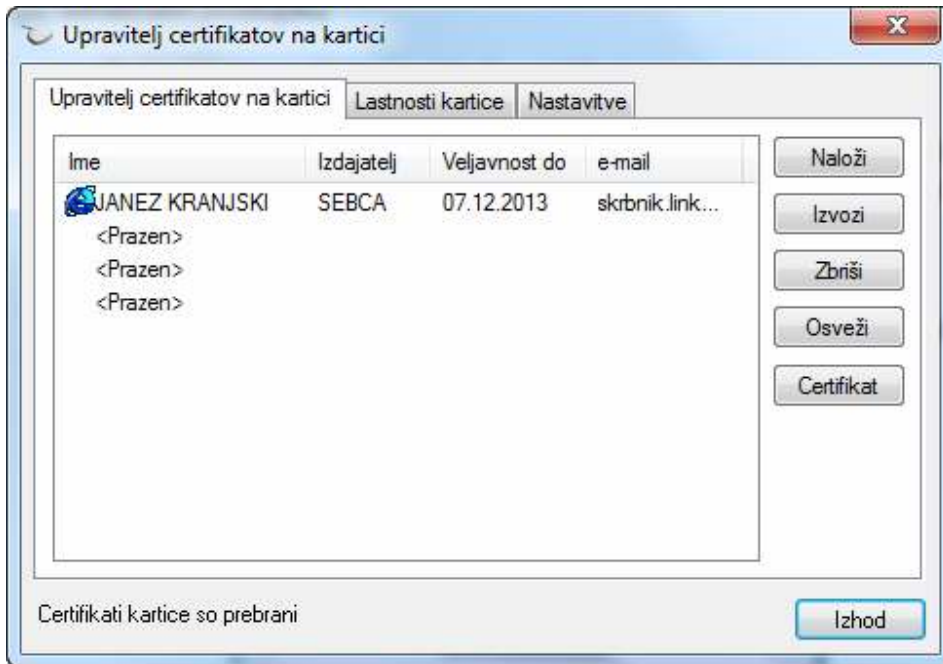 Upravitelj certifikatov na kartici
Upravitelj certifikatov na kartici Lastnosti kartice Nastavitve
Ime Izdajatelj Veljavnost do e-mail
JANEZ KRANJSKI SEBCA 07.12.2013 skrbnik.link...
<Prazen>
<Prazen>
<Prazen>
Naloži
Izvozi
Zbriši
Osveži
Certifikat
Certifikati kartice so prebrani
Izhod